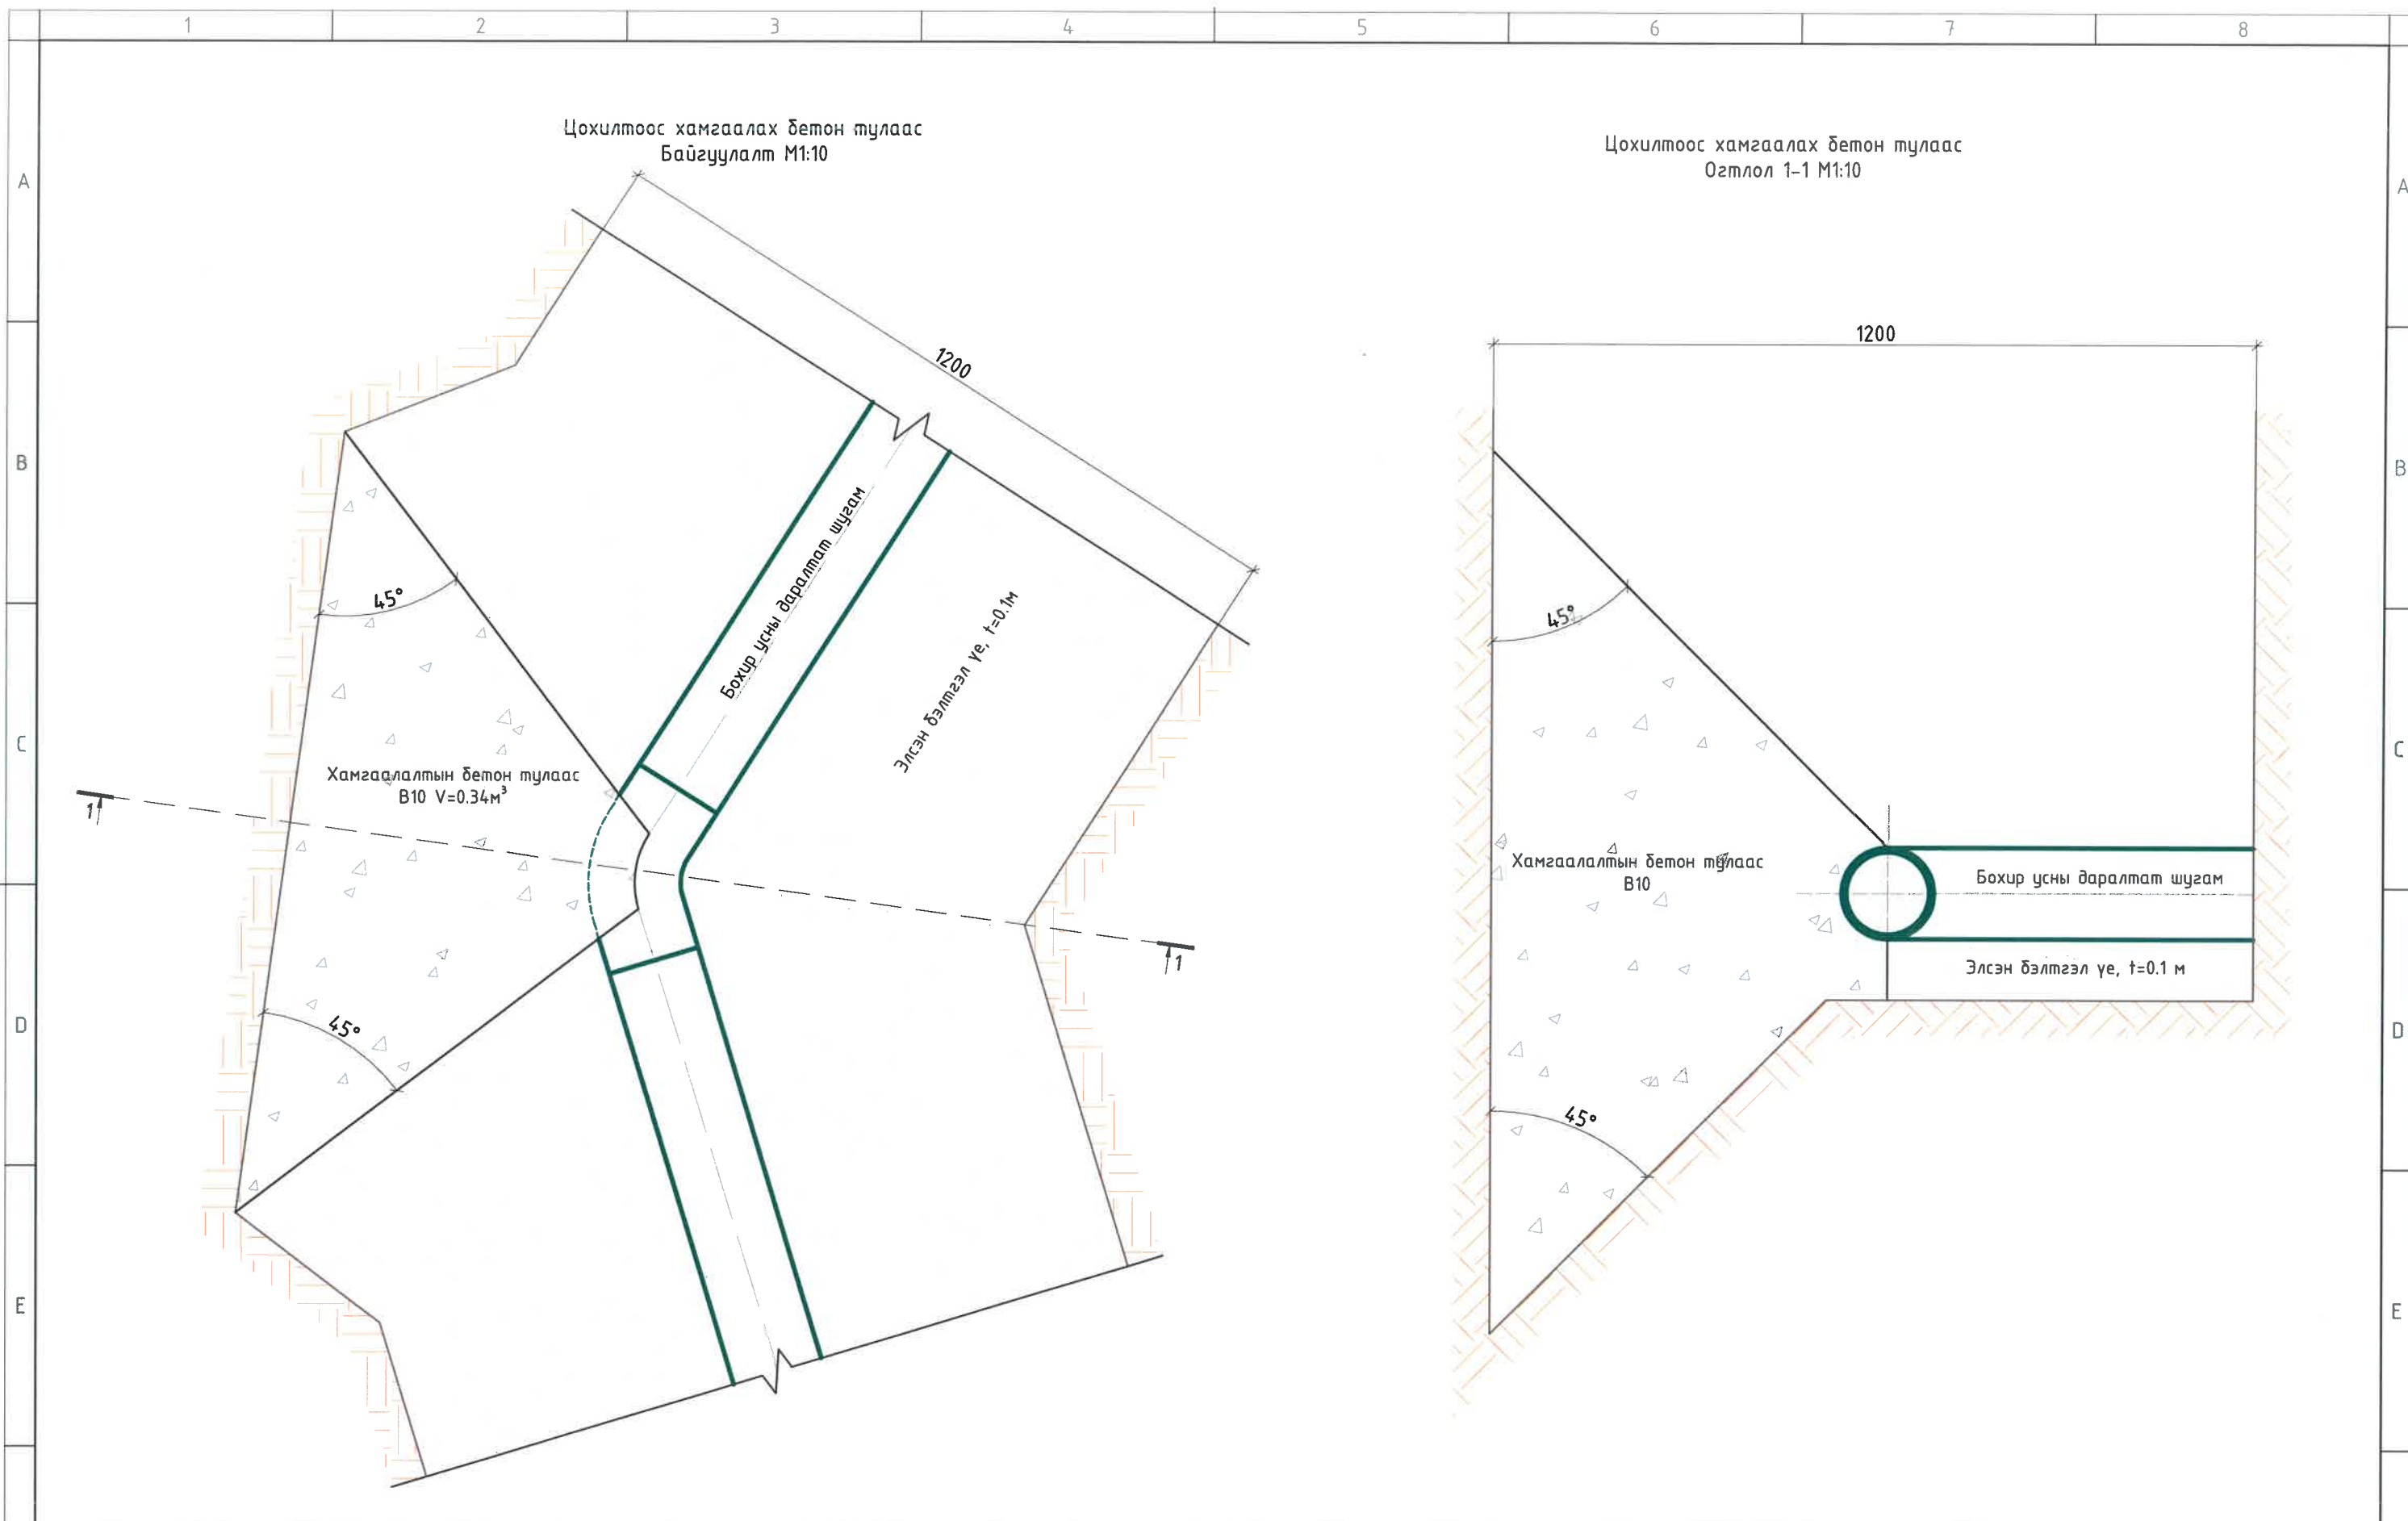 1 2 3 4 5 6 7 8
Цохилтоос хамгаалах бетон тулаас
Байгуулалт М1:10
Цохилтоос хамгаалах бетон тулаас
Огтлол 1-1 М1:10
A
A
1200
1200
B
B
Бохир усны даралтат шугам
45°
45°
Элсэн бэлтгэл үе, t=0.1м
C
C
Хамгаалалтын бетон тулаас
B10 V=0.34м³
1
Хамгаалалтын бетон тулаас
B10
Бохир усны даралтат шугам
1
Элсэн бэлтгэл үе, t=0.1 м
D
D
45°
45°
E
E